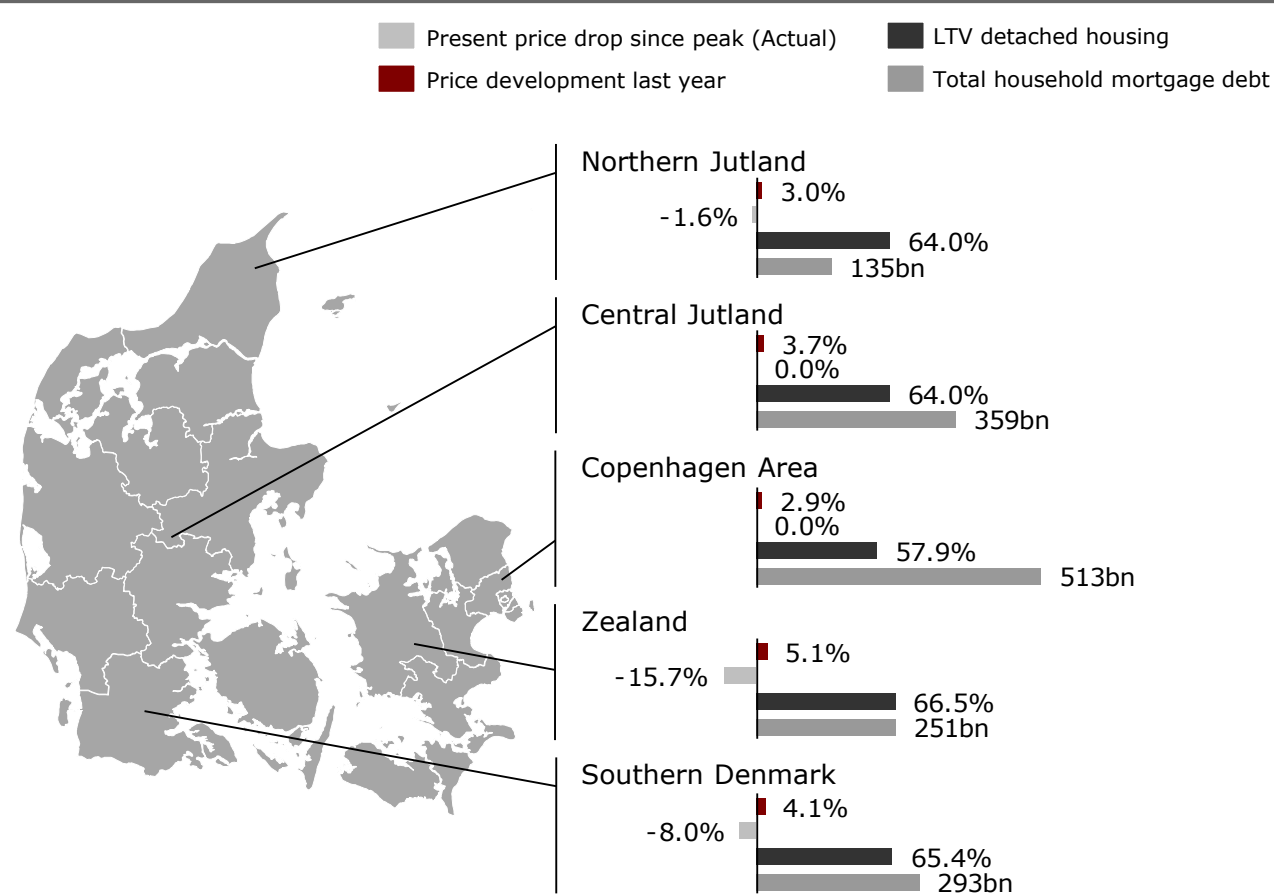 Present price drop since peak (Actual)
LTV detached housing
Price development last year
Total household mortgage debt
Northern Jutland
3.0%
-1.6%
64.0%
135bn
Central Jutland
3.7%
0.0%
64.0%
359bn
Copenhagen Area
2.9%
0.0%
57.9%
513bn
Zealand
5.1%
-15.7%
66.5%
251bn
Southern Denmark
4.1%
-8.0%
65.4%
293bn